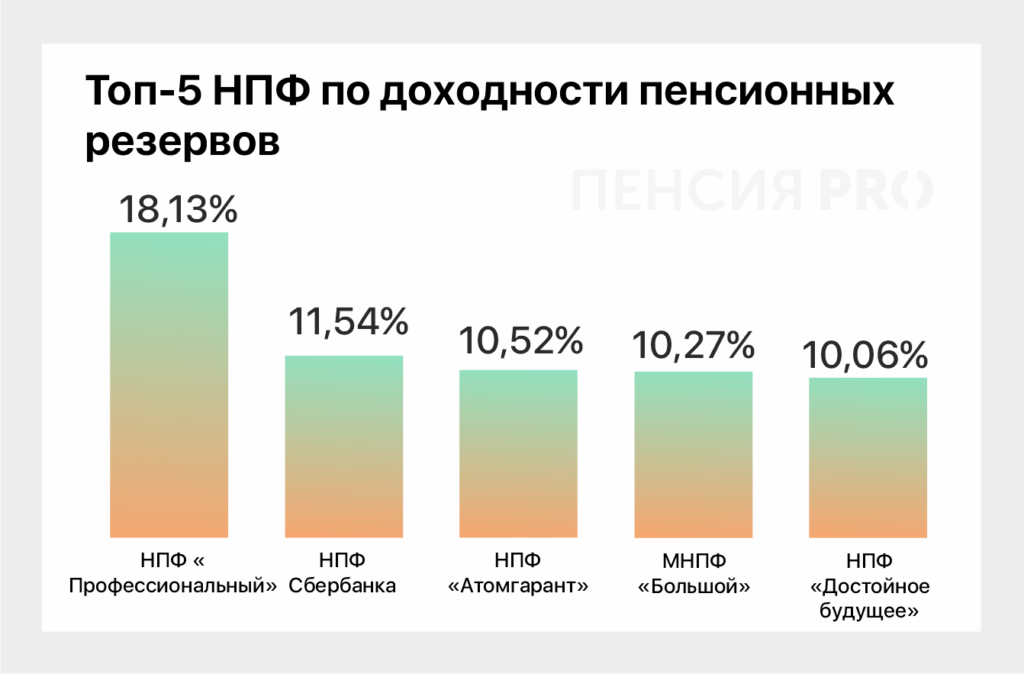 Топ-5 НПФ по доходности пенсионных
резервов
ПЕНСИЯ PRO
18,13%
11,54%
10,52%
10,27%
10,06%
НПФ «
Профессиональный»
НПФ
Сбербанка
НПФ
«Атомгарант»
МНПФ
«Большой»
НПФ
«Достойное
будущее»